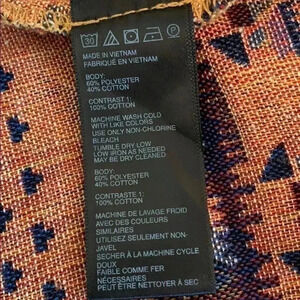 30 P
MADE IN VIETNAM
FABRIQUÉ EN VIETNAM
BODY:
60% POLYESTER
40% COTTON
CONTRAST 1:
100% COTTON
MACHINE WASH COLD
WITH LIKE COLORS
USE ONLY NON-CHLORINE
BLEACH
TUMBLE DRY LOW
LOW IRON AS NEEDED
MAY BE DRY CLEANED
BODY:
60% POLYESTER
40% COTTON
CONTRASTE 1:
100% COTTON
MACHINE DE LAVAGE FROID
AVEC DES COULEURS
SIMILAIRES
UTILISEZ SEULEMENT NON-
JAVEL
SECHER À LA MACHINE CYCLE
DOUX
FAIBLE COMME FER
NÉCESSAIRES
PEUT ÊTRE NETTOYER À SEC